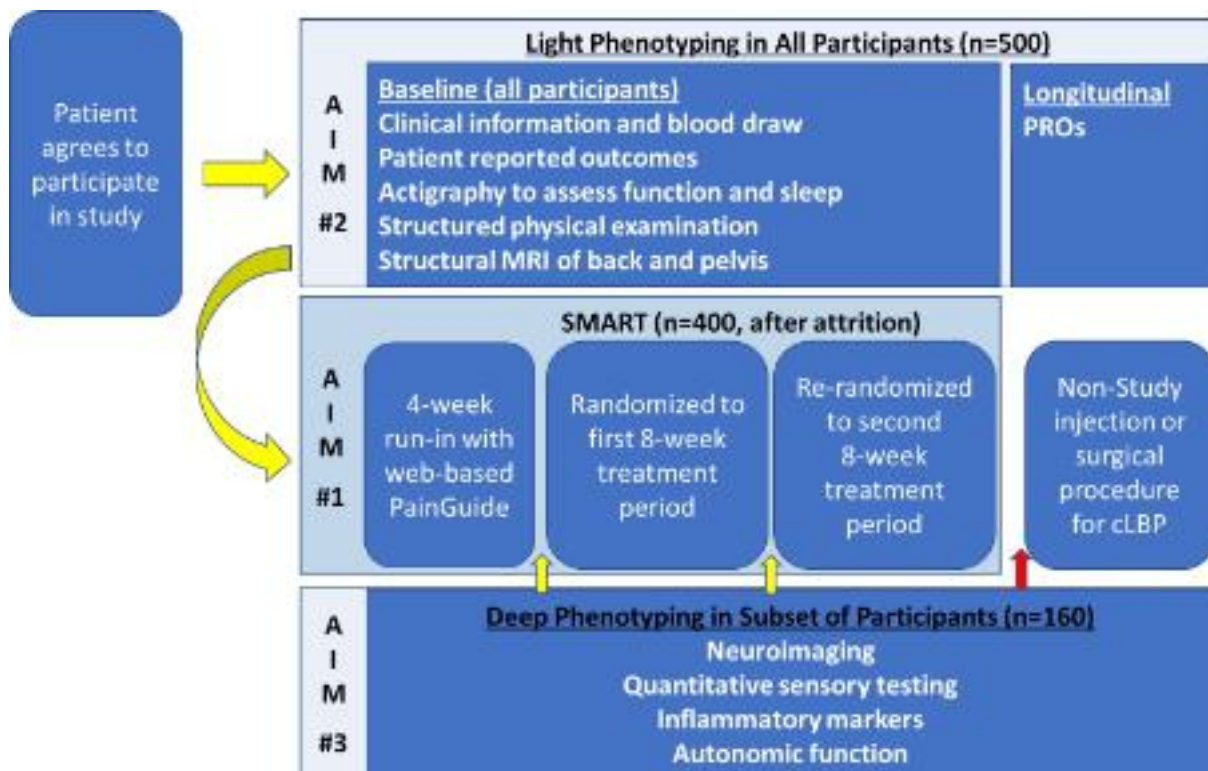 Patient
agrees to
participate
in study
Light Phenotyping in All Participants (n=500)
A
I
M
#2
Baseline (all participants)
Clinical information and blood draw
Patient reported outcomes
Actigraphy to assess function and sleep
Structured physical examination
Structural MRI of back and pelvis
Longitudinal
PROs
SMART (n=400, after attrition)
A
I
M
#1
4-week
run-in with
web-based
PainGuide
Randomized to
first 8-week
treatment
period
Re-randomized
to second
8-week
treatment
period
Non-Study
injection or
surgical
procedure
for cLBP
A
I
M
#3
Deep Phenotyping in Subset of Participants (n=160)
Neuroimaging
Quantitative sensory testing
Inflammatory markers
Autonomic function